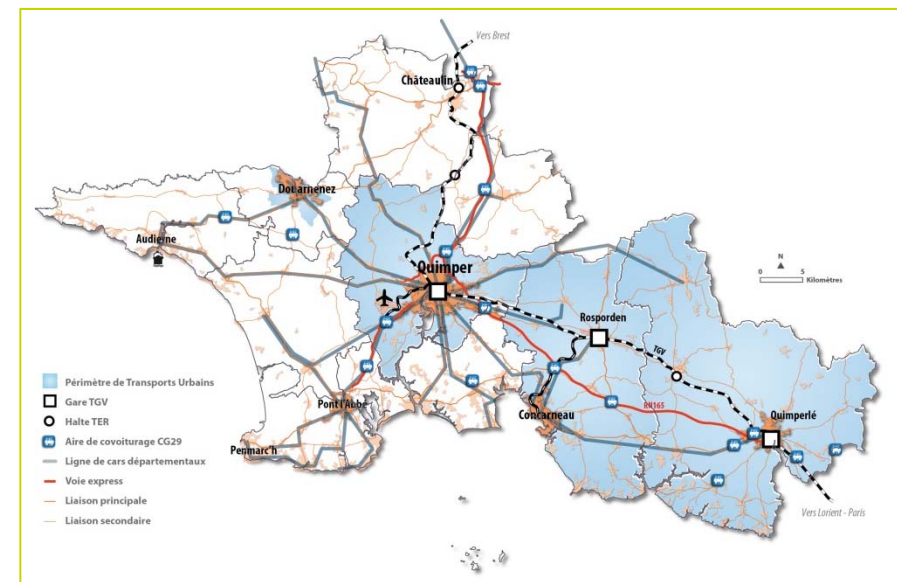 Vers Brest
Châteaulin
Douarnenez
Audierne
Quimper
N
0 5
Kilomètres
Rosporden
TGV
Pont l'Abbé
Concarneau
RN165
Quimperlé
Penmarc'h
Vers Lorient - Paris
Périmètre de Transports Urbains
Gare TGV
Halte TER
Aire de covoiturage CG29
Ligne de cars départementaux
Voie express
Liaison principale
Liaison secondaire